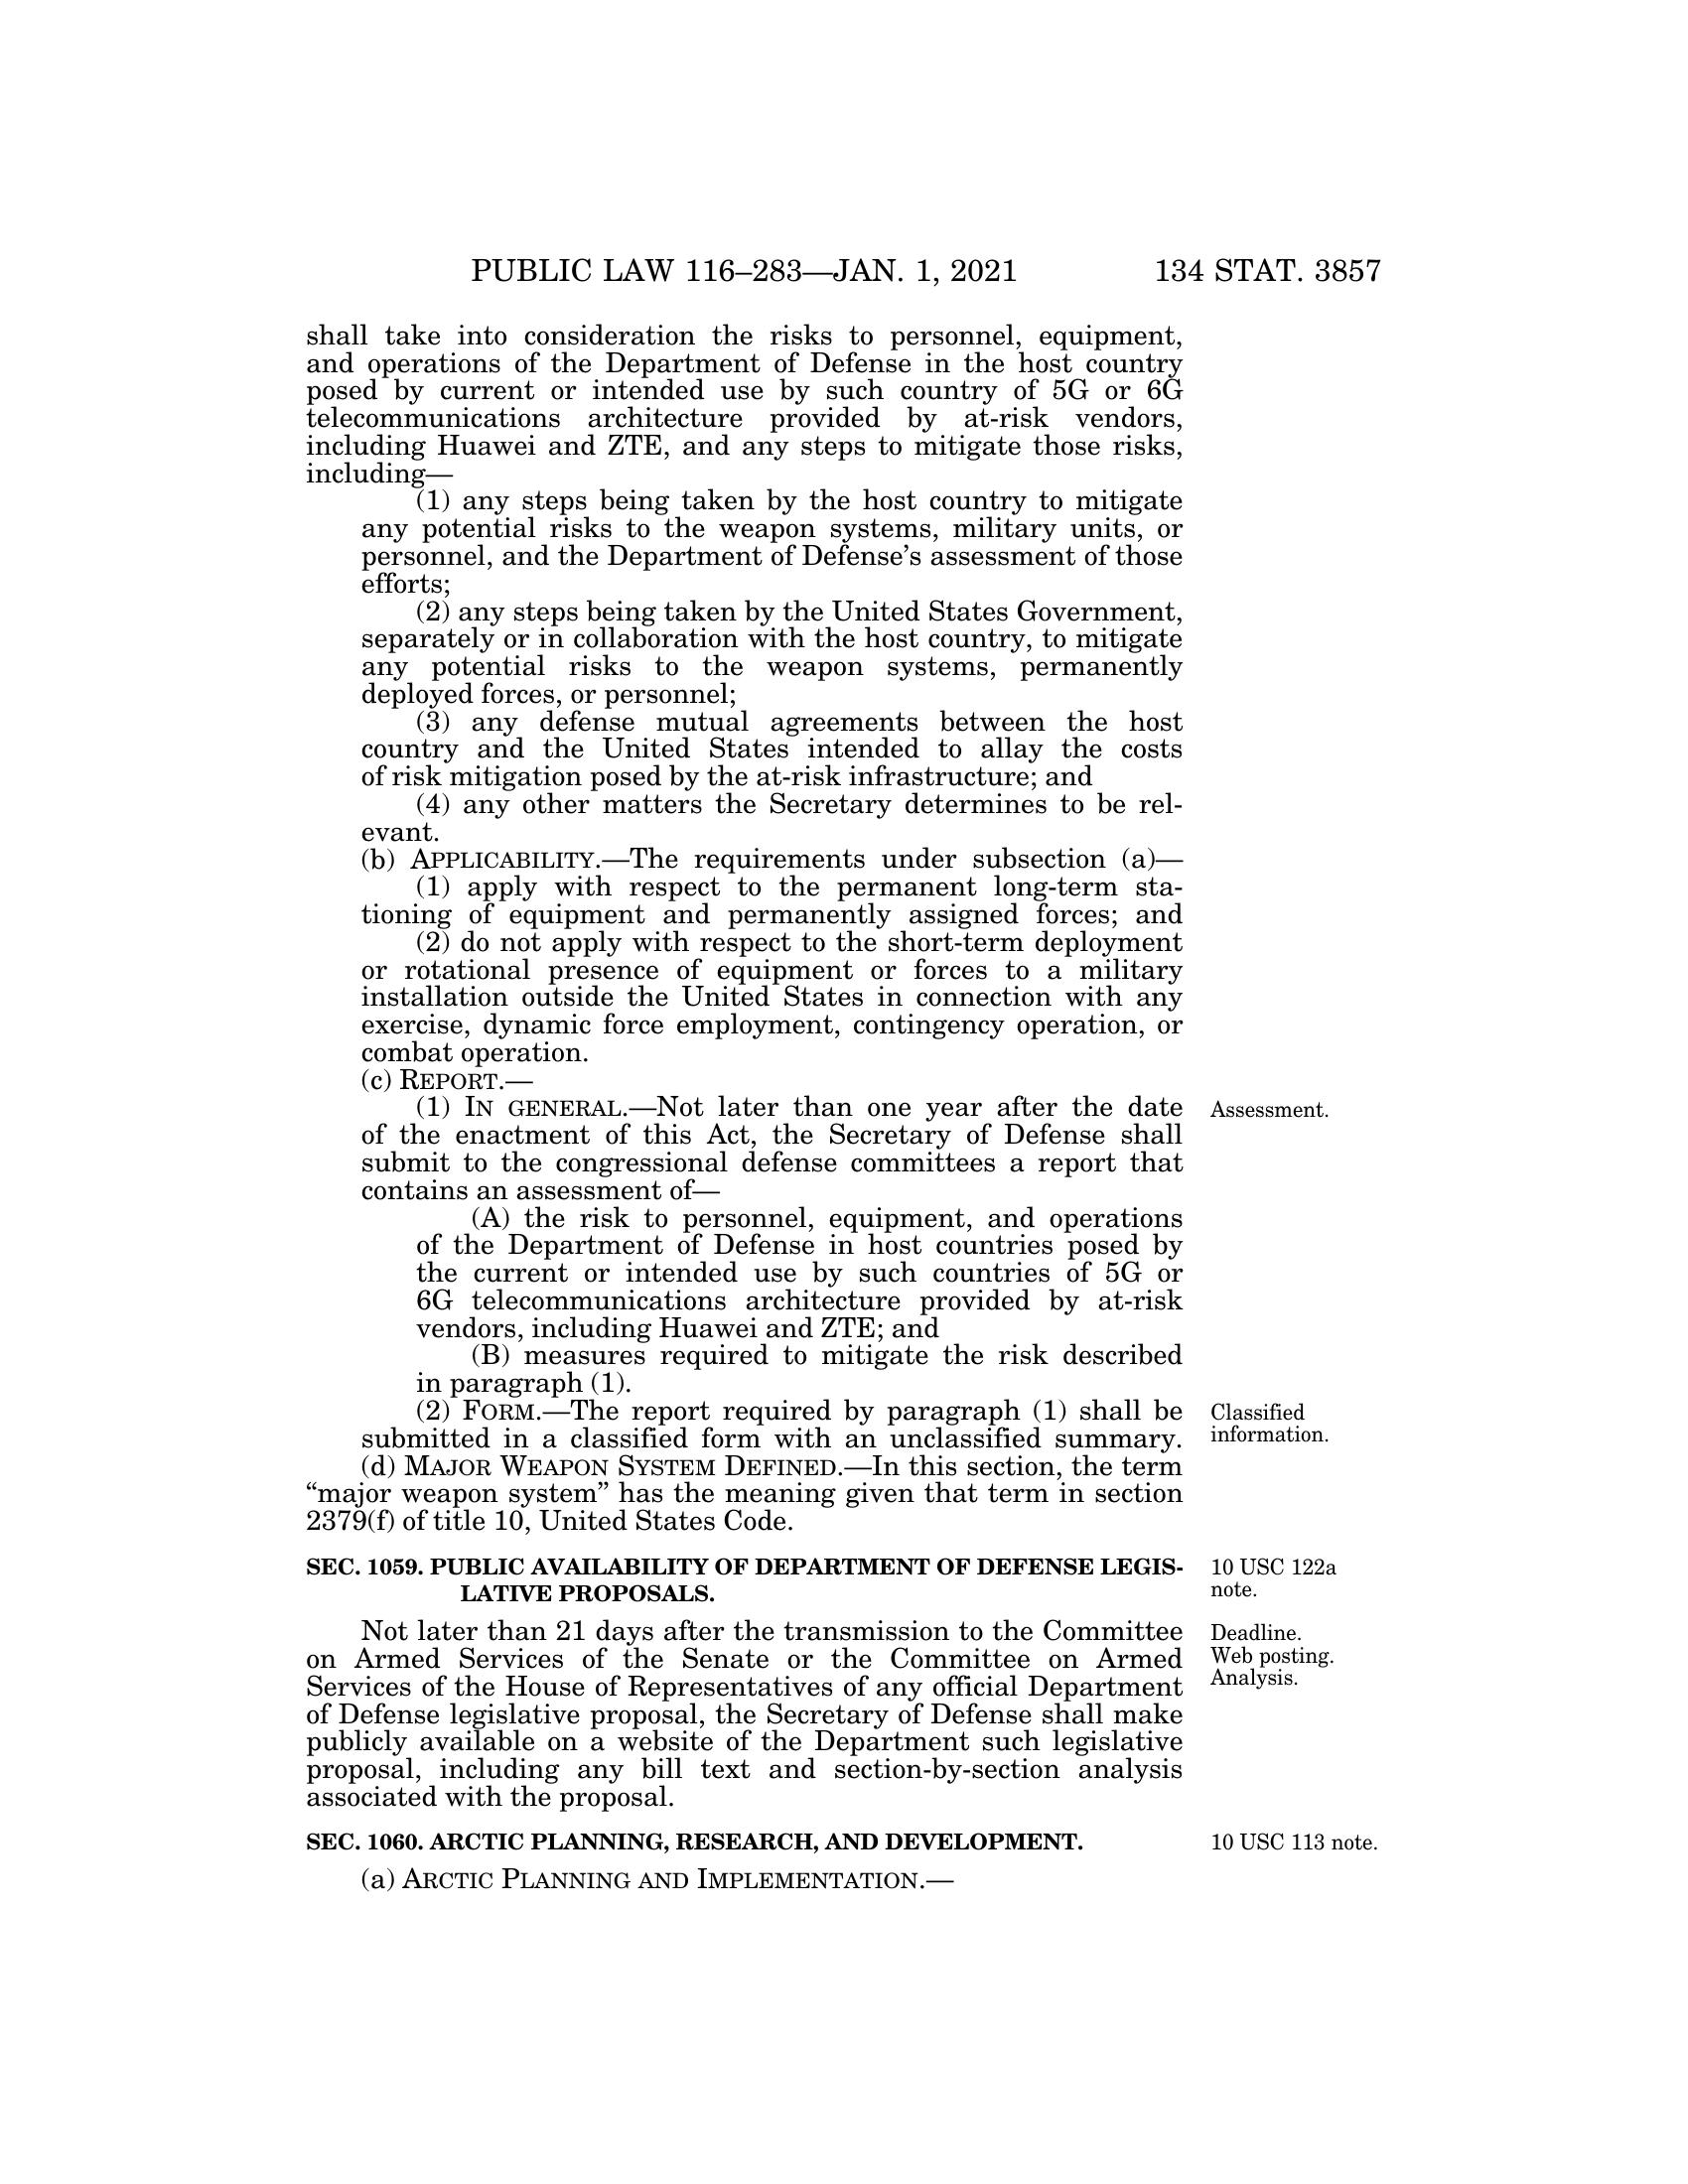 PUBLIC LAW 116–283—JAN. 1, 2021 134 STAT. 3857
shall take into consideration the risks to personnel, equipment,
and operations of the Department of Defense in the host country
posed by current or intended use by such country of 5G or 6G
telecommunications architecture provided by at-risk vendors,
including Huawei and ZTE, and any steps to mitigate those risks,
including—
(1) any steps being taken by the host country to mitigate
any potential risks to the weapon systems, military units, or
personnel, and the Department of Defense’s assessment of those
efforts;
(2) any steps being taken by the United States Government,
separately or in collaboration with the host country, to mitigate
any potential risks to the weapon systems, permanently
deployed forces, or personnel;
(3) any defense mutual agreements between the host
country and the United States intended to allay the costs
of risk mitigation posed by the at-risk infrastructure; and
(4) any other matters the Secretary determines to be rel-
evant.
(b) APPLICABILITY.—The requirements under subsection (a)—
(1) apply with respect to the permanent long-term sta-
tioning of equipment and permanently assigned forces; and
(2) do not apply with respect to the short-term deployment
or rotational presence of equipment or forces to a military
installation outside the United States in connection with any
exercise, dynamic force employment, contingency operation, or
combat operation.
(c) REPORT.—
(1) IN GENERAL.—Not later than one year after the date
of the enactment of this Act, the Secretary of Defense shall
submit to the congressional defense committees a report that
contains an assessment of—
(A) the risk to personnel, equipment, and operations
of the Department of Defense in host countries posed by
the current or intended use by such countries of 5G or
6G telecommunications architecture provided by at-risk
vendors, including Huawei and ZTE; and
(B) measures required to mitigate the risk described
in paragraph (1).
(2) FORM.—The report required by paragraph (1) shall be
submitted in a classified form with an unclassified summary.
(d) MAJOR WEAPON SYSTEM DEFINED.—In this section, the term
“major weapon system” has the meaning given that term in section
2379(f) of title 10, United States Code.
SEC. 1059. PUBLIC AVAILABILITY OF DEPARTMENT OF DEFENSE LEGIS-
LATIVE PROPOSALS.
Not later than 21 days after the transmission to the Committee
on Armed Services of the Senate or the Committee on Armed
Services of the House of Representatives of any official Department
of Defense legislative proposal, the Secretary of Defense shall make
publicly available on a website of the Department such legislative
proposal, including any bill text and section-by-section analysis
associated with the proposal.
SEC. 1060. ARCTIC PLANNING, RESEARCH, AND DEVELOPMENT.
(a) ARCTIC PLANNING AND IMPLEMENTATION.—
Assessment.
Classified
information.
10 USC 122a
note.
Deadline.
Web posting.
Analysis.
10 USC 113 note.